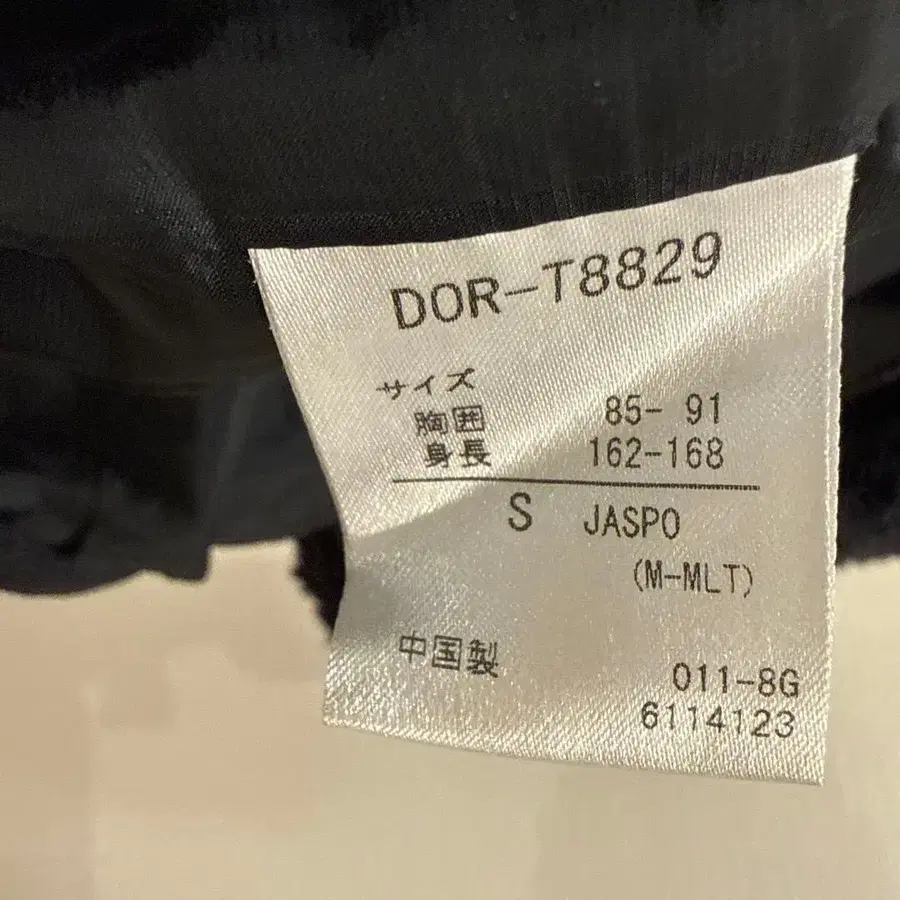 DOR-T8829
サイズ
胸囲 85- 91
身長 162-168
S JASPO
(M-MLT)
中国製
011-8G
6114123